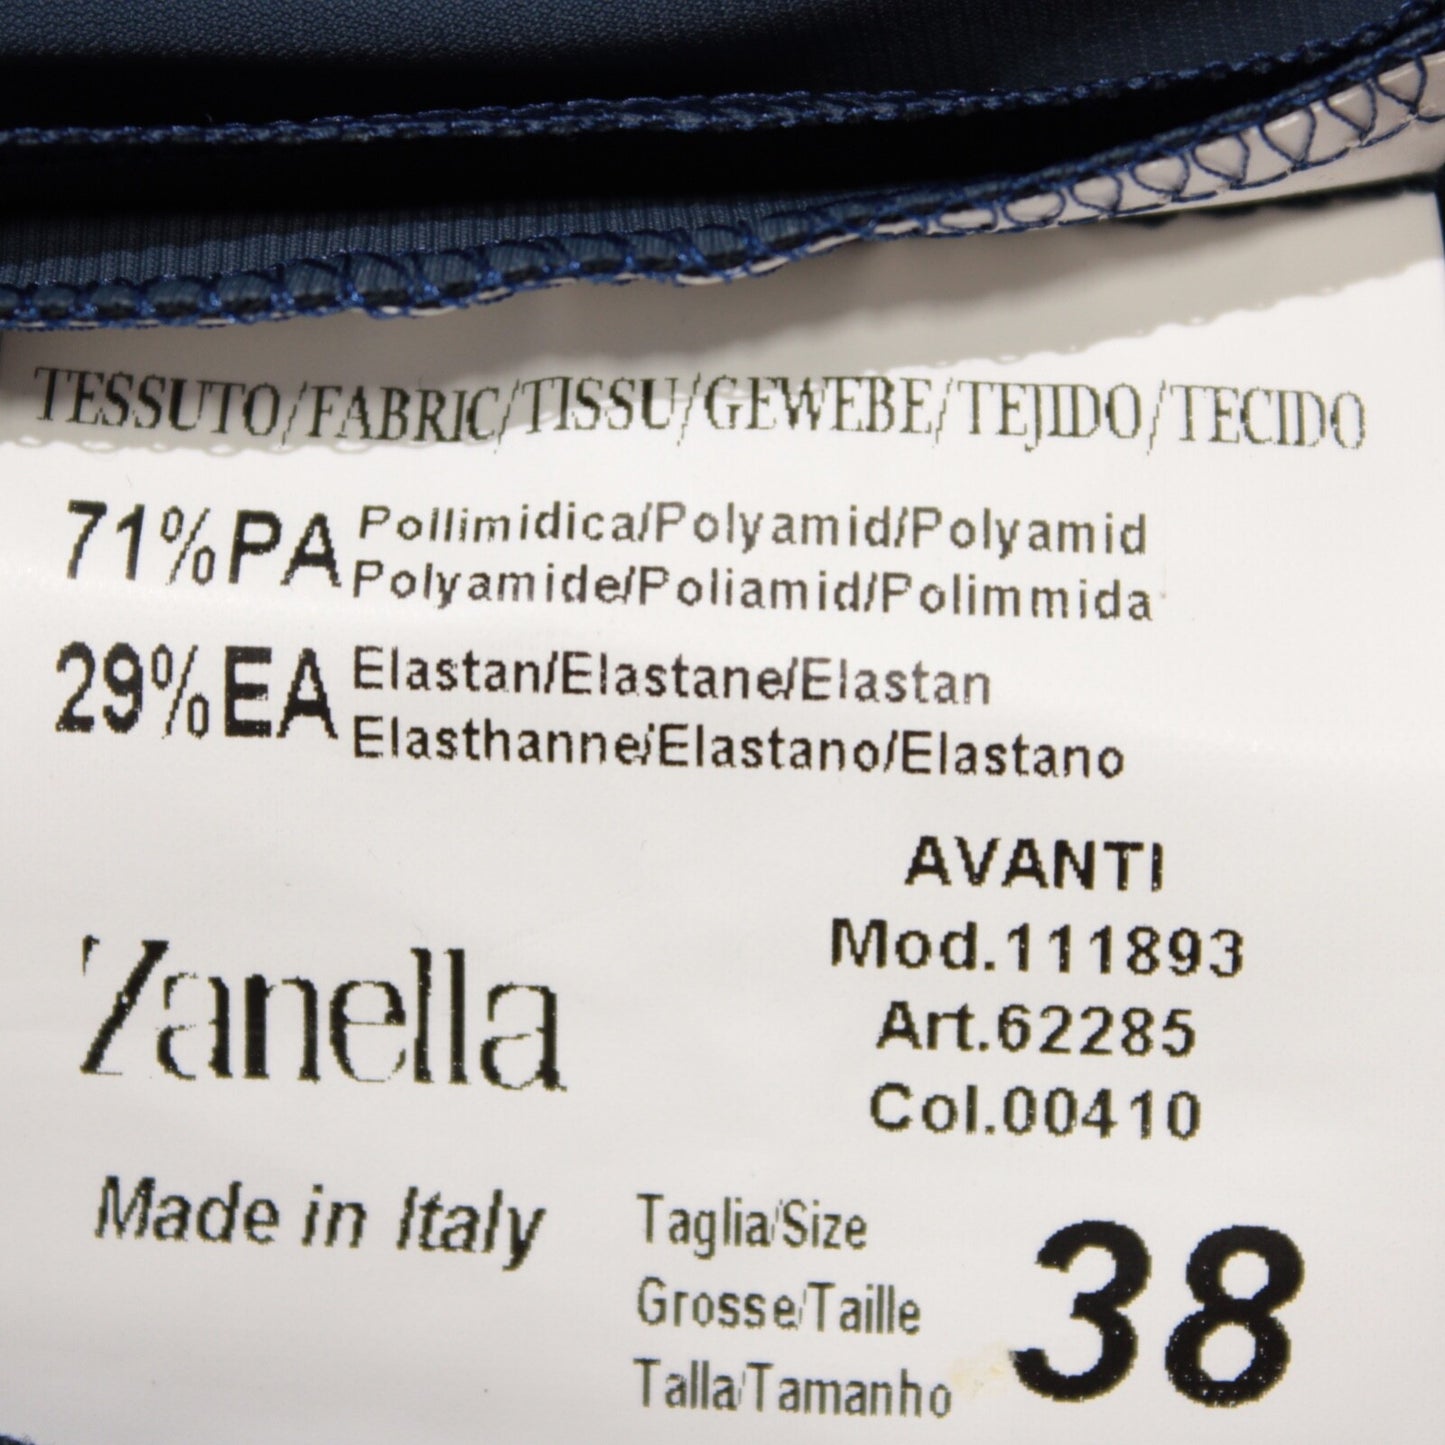 TESSUTO/FABRIC/TISSU/GEWEBE/TEJIDO/TECIDO
71%PA Pollimidica/Polyamid/Polyamid
Polyamide/Poliamid/Polimmida
29%EA Elastan/Elastane/Elastan
Elasthanne/Elastano/Elastano
AVANTI
Mod.111893
Art.62285
Col.00410
Zanella
Made in Italy
Taglia/Size
Grosse/Taille
Talla/Tamanho
38